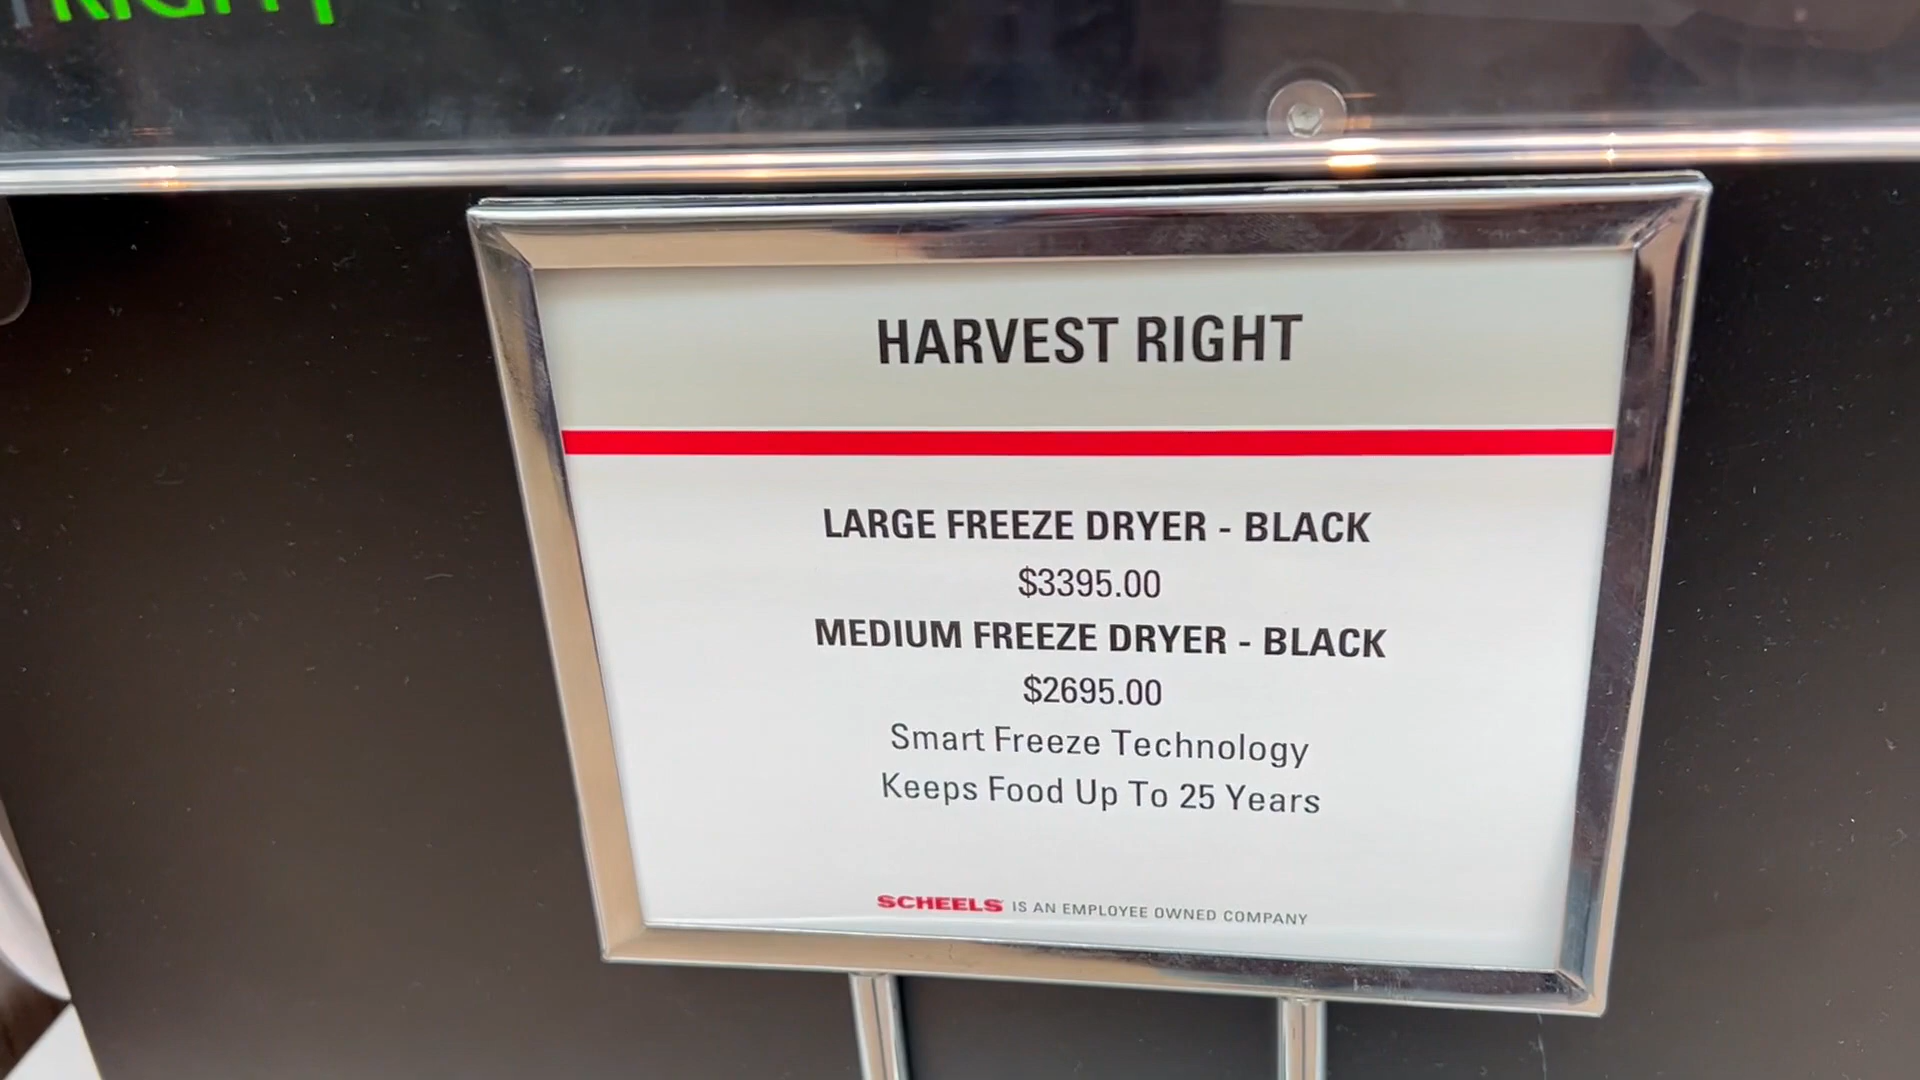 RIGHT
HARVEST RIGHT
LARGE FREEZE DRYER - BLACK
$3395.00
MEDIUM FREEZE DRYER - BLACK
$2695.00
Smart Freeze Technology
Keeps Food Up To 25 Years
SCHEELS IS AN EMPLOYEE OWNED COMPANY